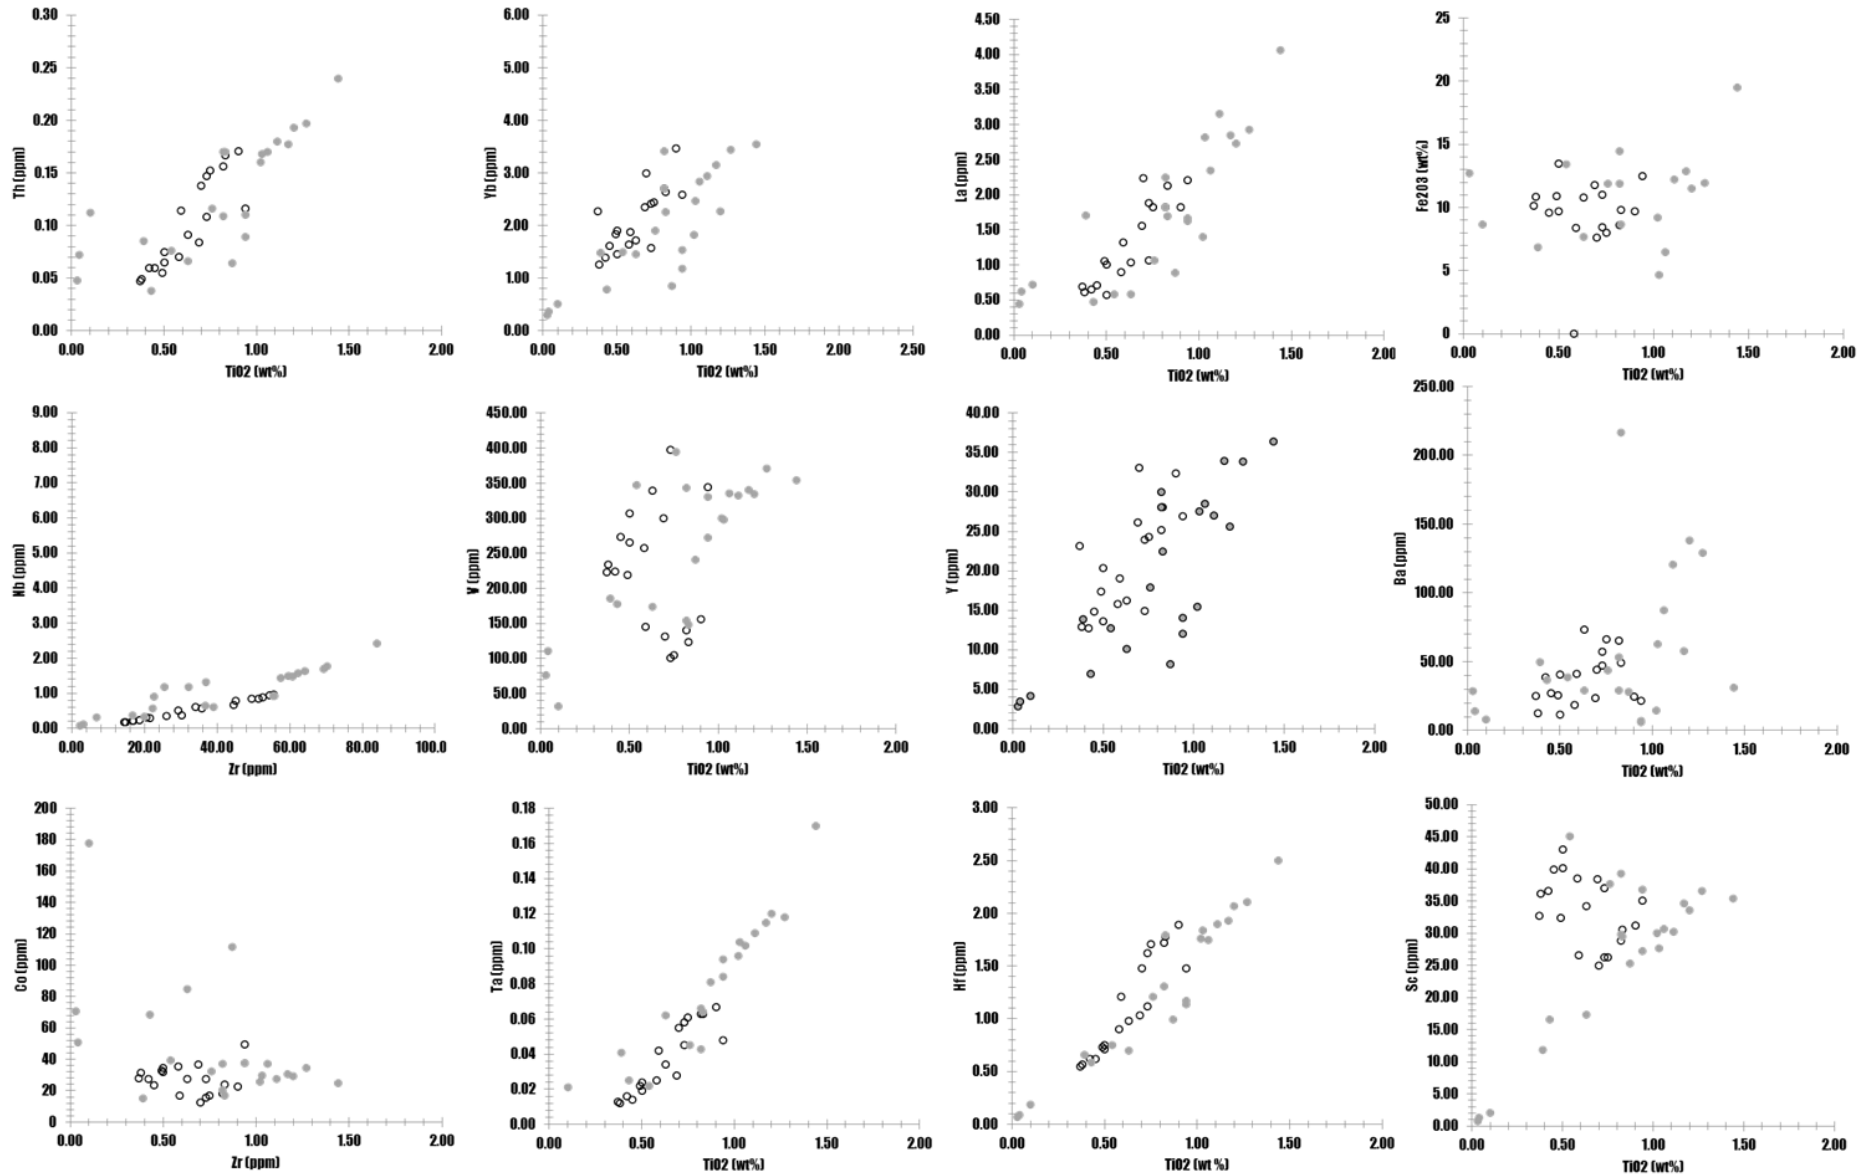 Th (ppm)
0.30
0.25
0.20
0.15
0.10
0.05
0.00
0.00 0.50 1.00 1.50 2.00
TiO2 (wt%)
Yb (ppm)
6.00
5.00
4.00
3.00
2.00
1.00
0.00
0.00 0.50 1.00 1.50 2.00 2.50
TiO2 (wt%)
La (ppm)
4.50
4.00
3.50
3.00
2.50
2.00
1.50
1.00
0.50
0.00
0.00 0.50 1.00 1.50 2.00
TiO2 (wt%)
Fe2O3 (wt%)
25
20
15
10
5
0
0.00 0.50 1.00 1.50 2.00
TiO2 (wt%)
Nb (ppm)
9.00
8.00
7.00
6.00
5.00
4.00
3.00
2.00
1.00
0.00
0.00 20.00 40.00 60.00 80.00 100.0
Zr (ppm)
V (ppm)
450.00
400.00
350.00
300.00
250.00
200.00
150.00
100.00
50.00
0.00
0.00 0.50 1.00 1.50 2.00
TiO2 (wt%)
Y (ppm)
40.00
35.00
30.00
25.00
20.00
15.00
10.00
5.00
0.00
0.00 0.50 1.00 1.50 2.00
TiO2 (wt%)
Ba (ppm)
250.00
200.00
150.00
100.00
50.00
0.00
0.00 0.50 1.00 1.50 2.00
TiO2 (wt%)
Co (ppm)
200
180
160
140
120
100
80
60
40
20
0
0.00 0.50 1.00 1.50 2.00
Zr (ppm)
Ta (ppm)
0.18
0.16
0.14
0.12
0.10
0.08
0.06
0.04
0.02
0.00
0.00 0.50 1.00 1.50 2.00
TiO2 (wt%)
Hf (ppm)
3.00
2.50
2.00
1.50
1.00
0.50
0.00
0.00 0.50 1.00 1.50 2.00
TiO2 (wt %)
Sc (ppm)
50.00
45.00
40.00
35.00
30.00
25.00
20.00
15.00
10.00
5.00
0.00
0.00 0.50 1.00 1.50 2.00
TiO2 (wt%)